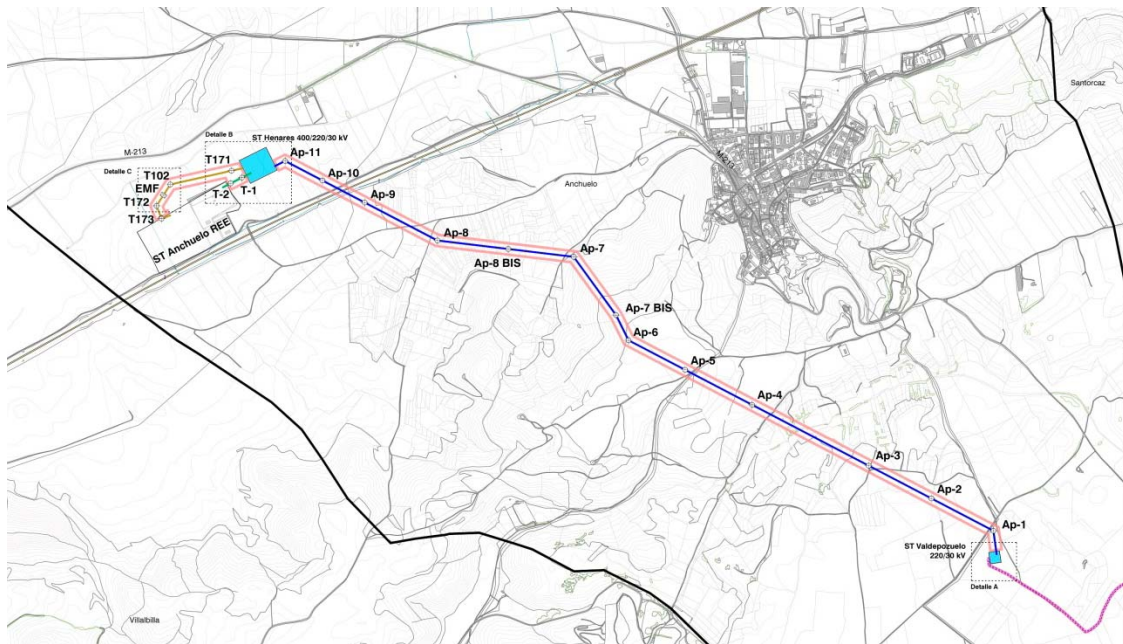 Santorcaz
Detalle B
ST Henares 400/220/30 kV
M-213
Detalle C
T171
Ap-11
T102
Ap-10
EMF
T-1
T-2
Ap-9
T172
T173
Anchuelo
M-213
ST Anchuelo REE
Ap-8
Ap-7
Ap-8 BIS
Ap-7 BIS
Ap-6
Ap-5
Ap-4
Ap-3
Ap-2
Ap-1
ST Valdepozuelo
220/30 kV
Detalle A
Villalbilla